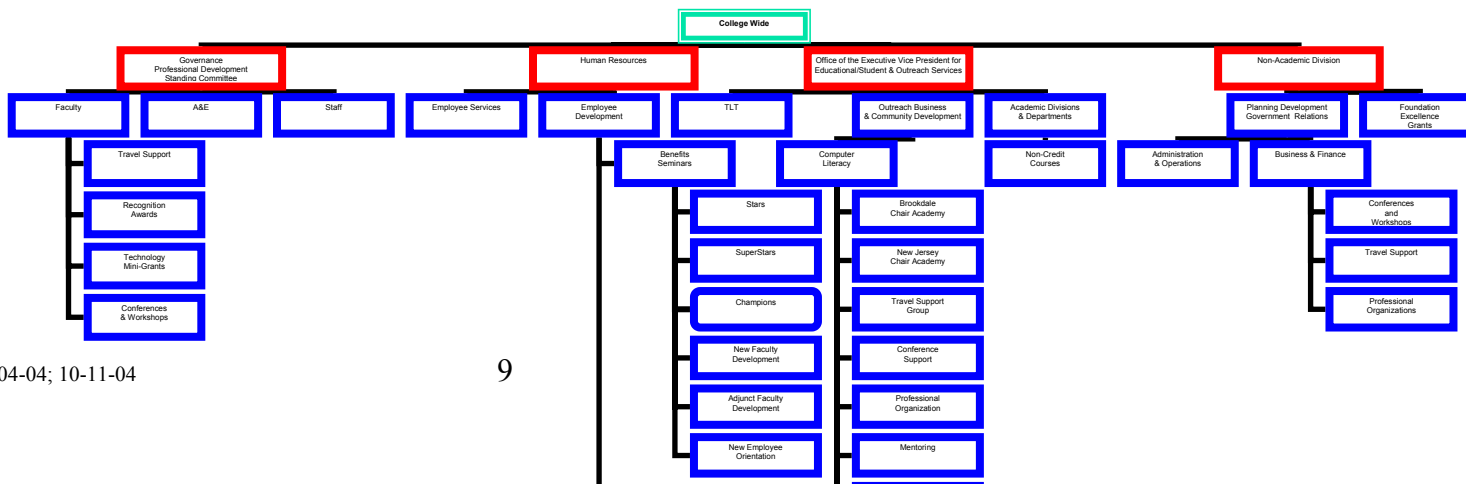 College Wide
Governance
Professional Development
Standing Committee
Human Resources
Office of the Executive Vice President for
Educational/Student & Outreach Services
Non-Academic Division
Faculty
A&E
Staff
Employee Services
Employee
Development
TLT
Outreach Business
& Community Development
Academic Divisions
& Departments
Planning Development
Government Relations
Foundation
Excellence
Grants
Travel Support
Benefits
Seminars
Computer
Literacy
Non-Credit
Courses
Administration
& Operations
Business & Finance
Recognition
Awards
Stars
Brookdale
Chair Academy
Conferences
and
Workshops
Technology
Mini-Grants
SuperStars
New Jersey
Chair Academy
Travel Support
Conferences
& Workshops
Champions
Travel Support
Group
Professional
Organizations
New Faculty
Development
Conference
Support
04-04; 10-11-04
9
Adjunct Faculty
Development
Professional
Organization
New Employee
Orientation
Mentoring